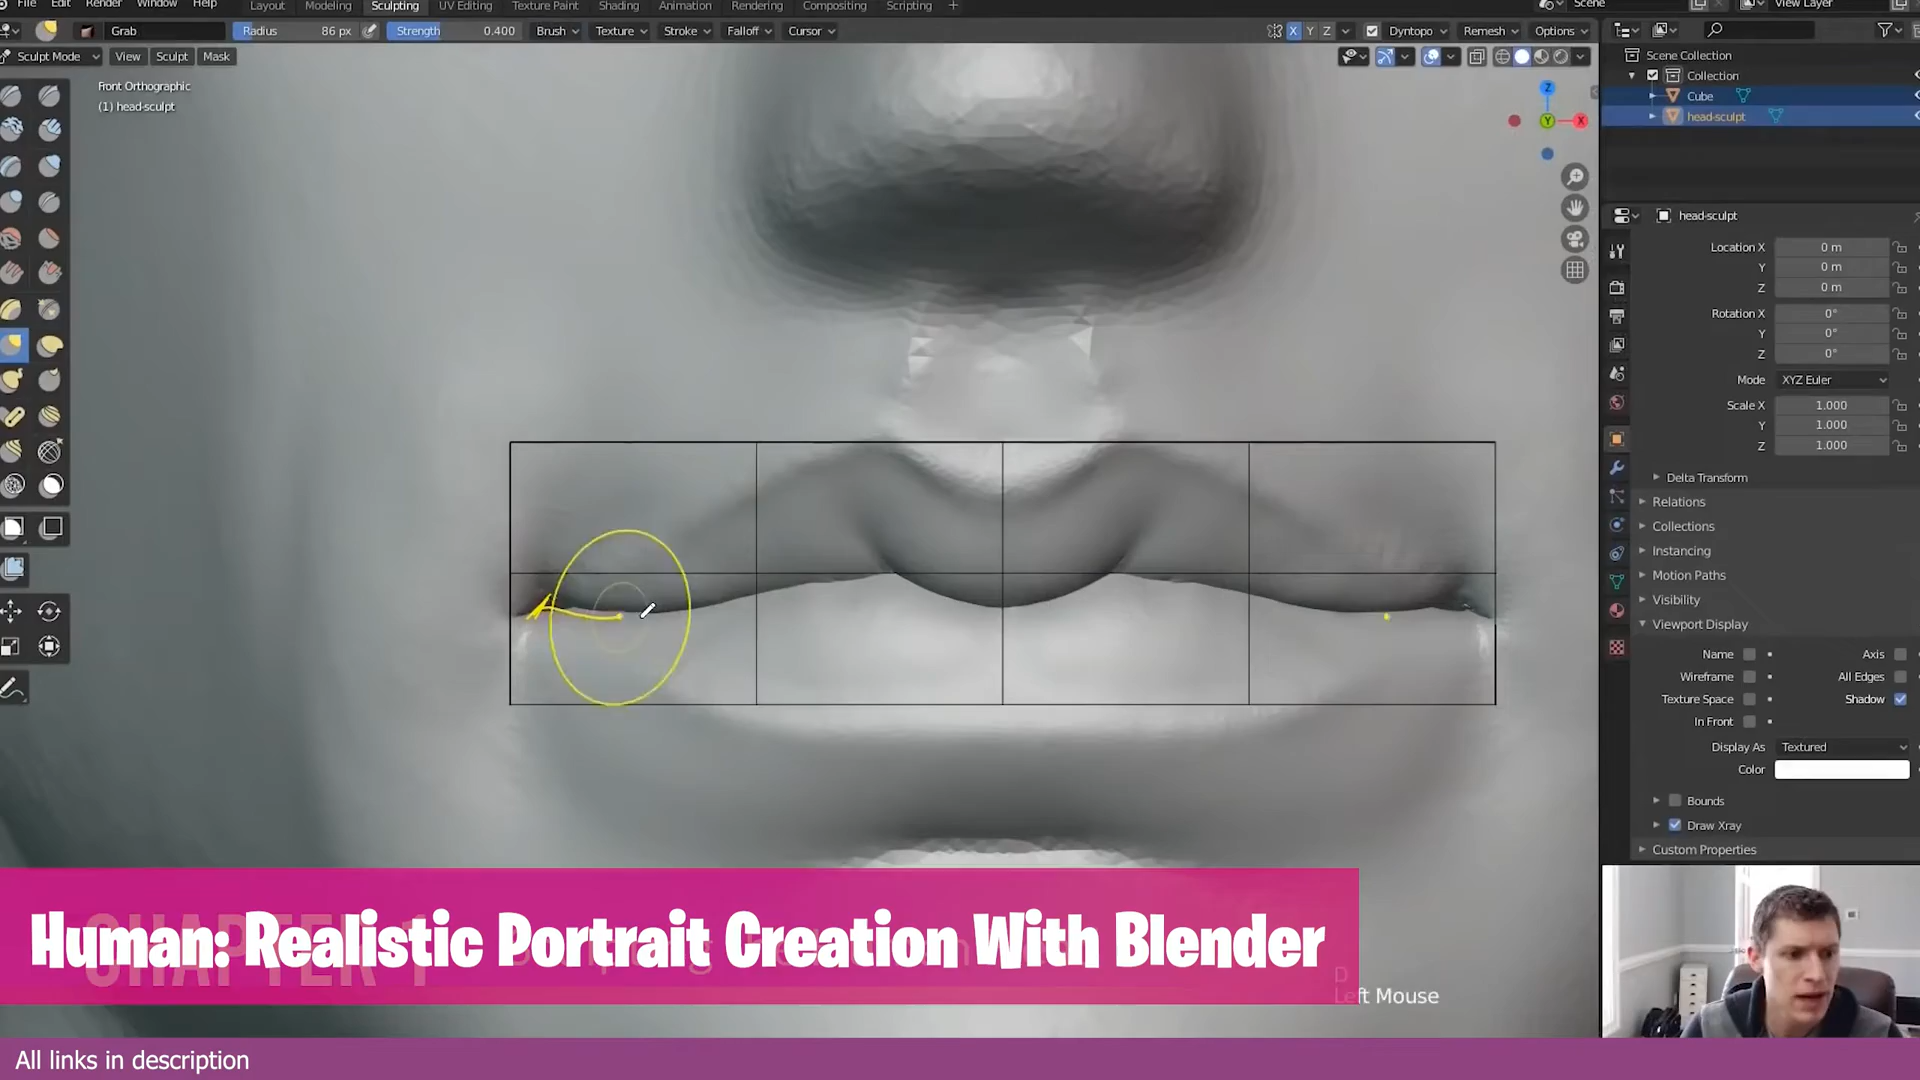 File Edit Render Window Help Layout Modeling Sculpting UV Editing Texture Paint Shading Animation Rendering Compositing Scripting + Scene View Layer
Grab Radius 86 px Strength 0.400 Brush Texture Stroke Falloff Cursor X Y Z Dyntopo Remesh Options
Sculpt Mode View Sculpt Mask
Front Orthographic
(1) head-sculpt
Z
Y
X
Scene Collection
Collection
Cube
head-sculpt
head-sculpt
Location X 0 m
Y 0 m
Z 0 m
Rotation X 0°
Y 0°
Z 0°
Mode XYZ Euler
Scale X 1.000
Y 1.000
Z 1.000
Delta Transform
Relations
Collections
Instancing
Motion Paths
Visibility
Viewport Display
Name Axis
Wireframe All Edges
Texture Space Shadow
In Front
Display As Textured
Color
Bounds
Draw Xray
Custom Properties
CHAPTER 1
Human: Realistic Portrait Creation With Blender
D
Left Mouse
All links in description